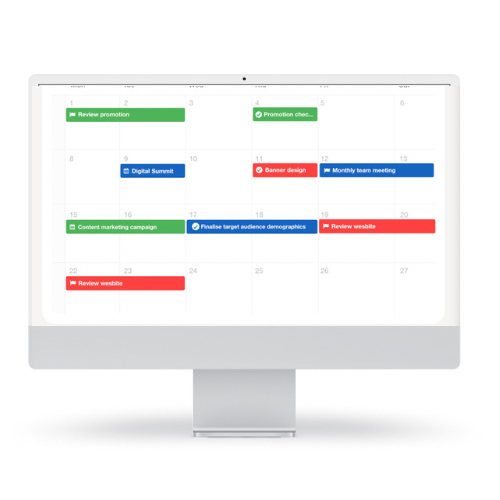 1 2 3 4 5 6
Review promotion
Promotion chec...
8 9 10 11 12 13
Digital Summit
Banner design
Monthly team meeting
15 16 17 18 19 20
Content marketing campaign
Finalise target audience demographics
Review wesbite
22 23 24 25 26 27
Review wesbite